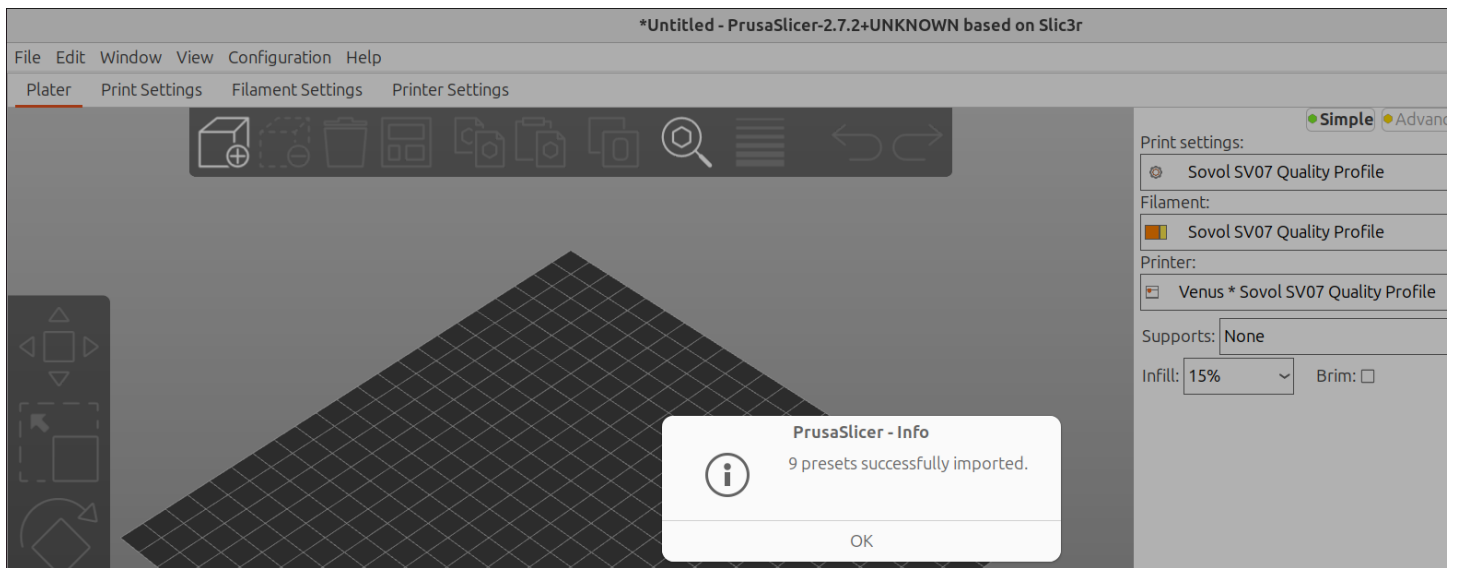 *Untitled - PrusaSlicer-2.7.2+UNKNOWN based on Slic3r
File Edit Window View Configuration Help
Plater Print Settings Filament Settings Printer Settings
Simple Advanc
Print settings:
Sovol SV07 Quality Profile
Filament:
Sovol SV07 Quality Profile
Printer:
Venus * Sovol SV07 Quality Profile
Supports: None
Infill: 15% Brim:
PrusaSlicer - Info
9 presets successfully imported.
OK